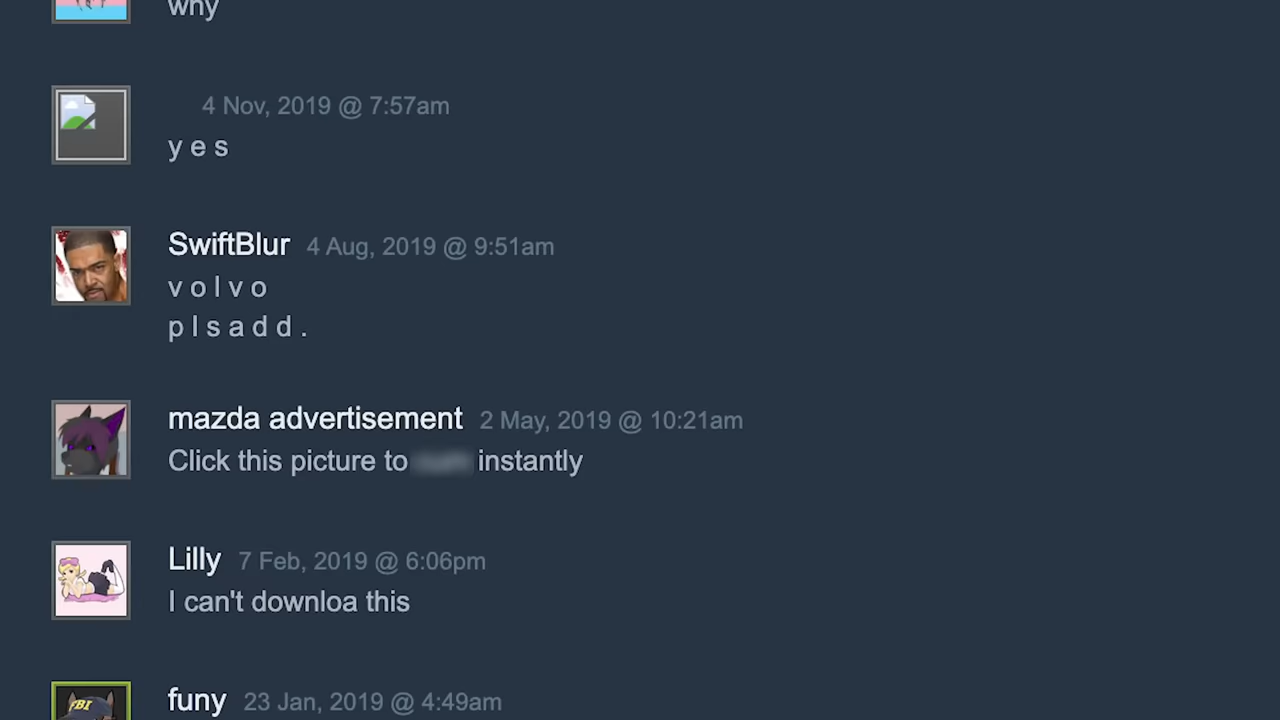 why
4 Nov, 2019 @ 7:57am
y e s
SwiftBlur 4 Aug, 2019 @ 9:51am
v o l v o
p l s a d d .
mazda advertisement 2 May, 2019 @ 10:21am
Click this picture to instantly
Lilly 7 Feb, 2019 @ 6:06pm
I can't downloa this
funy 23 Jan, 2019 @ 4:49am
FBI